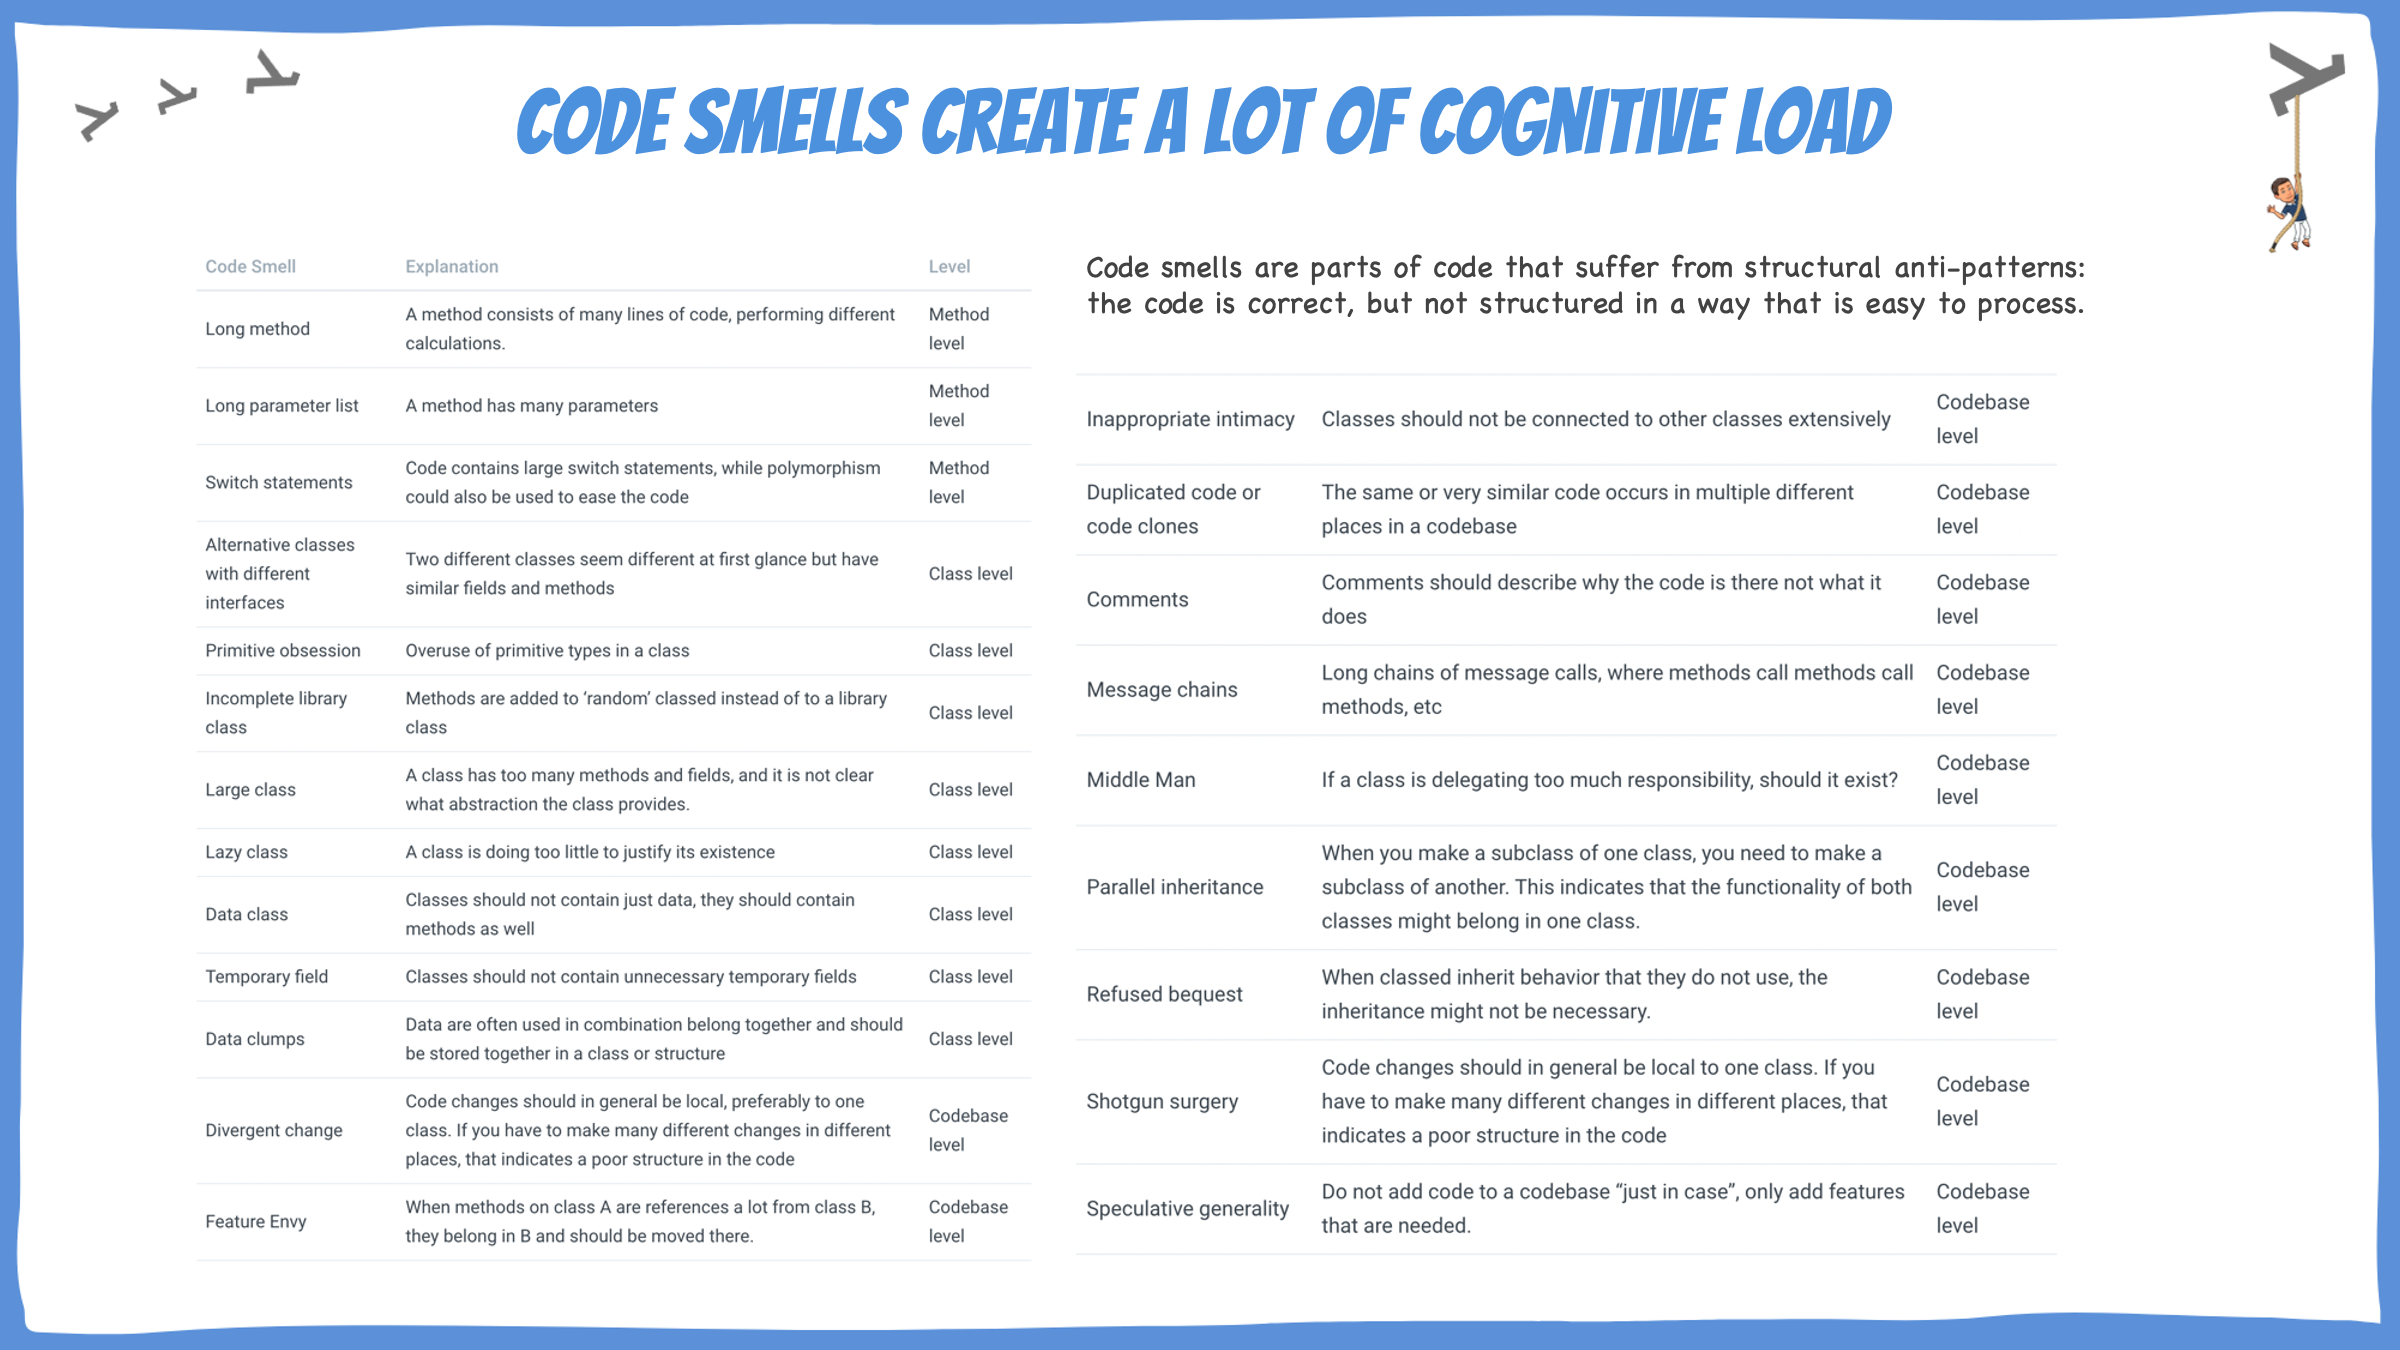 CODE SMELLS CREATE A LOT OF COGNITIVE LOAD
Code Smell Explanation Level
Long method
A method consists of many lines of code, performing different
calculations.
Method
level
Long parameter list
A method has many parameters
Method
level
Switch statements
Code contains large switch statements, while polymorphism
could also be used to ease the code
Method
level
Alternative classes
with different
interfaces
Two different classes seem different at first glance but have
similar fields and methods
Class level
Primitive obsession
Overuse of primitive types in a class
Class level
Incomplete library
class
Methods are added to ‘random’ classed instead of to a library
class
Class level
Large class
A class has too many methods and fields, and it is not clear
what abstraction the class provides.
Class level
Lazy class
A class is doing too little to justify its existence
Class level
Data class
Classes should not contain just data, they should contain
methods as well
Class level
Temporary field
Classes should not contain unnecessary temporary fields
Class level
Data clumps
Data are often used in combination belong together and should
be stored together in a class or structure
Class level
Divergent change
Code changes should in general be local, preferably to one
class. If you have to make many different changes in different
places, that indicates a poor structure in the code
Codebase
level
Feature Envy
When methods on class A are references a lot from class B,
they belong in B and should be moved there.
Codebase
level
Code smells are parts of code that suffer from structural anti-patterns:
the code is correct, but not structured in a way that is easy to process.
Inappropriate intimacy
Classes should not be connected to other classes extensively
Codebase
level
Duplicated code or
code clones
The same or very similar code occurs in multiple different
places in a codebase
Codebase
level
Comments
Comments should describe why the code is there not what it
does
Codebase
level
Message chains
Long chains of message calls, where methods call methods call
methods, etc
Codebase
level
Middle Man
If a class is delegating too much responsibility, should it exist?
Codebase
level
Parallel inheritance
When you make a subclass of one class, you need to make a
subclass of another. This indicates that the functionality of both
classes might belong in one class.
Codebase
level
Refused bequest
When classed inherit behavior that they do not use, the
inheritance might not be necessary.
Codebase
level
Shotgun surgery
Code changes should in general be local to one class. If you
have to make many different changes in different places, that
indicates a poor structure in the code
Codebase
level
Speculative generality
Do not add code to a codebase “just in case”, only add features
that are needed.
Codebase
level